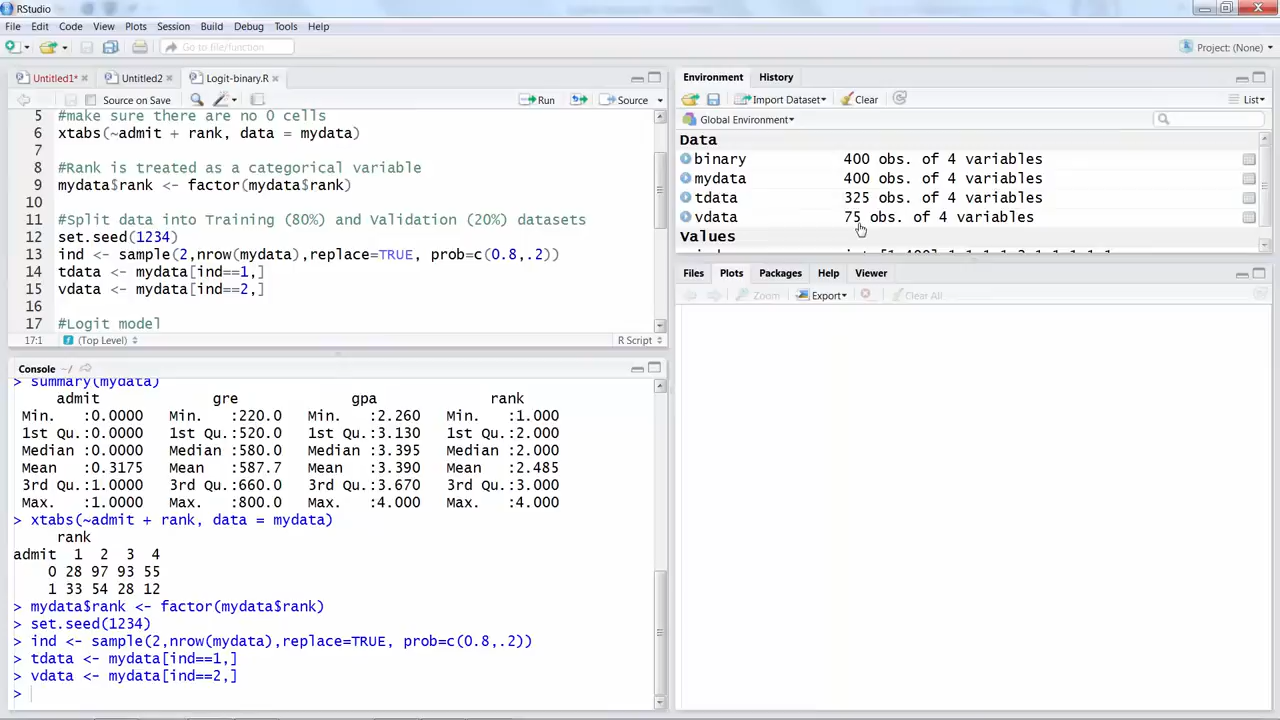 RStudio
File Edit Code View Plots Session Build Debug Tools Help
Go to file/function
Project: (None)
Untitled1* Untitled2 Logit-binary.R
Source on Save Run Source
5 #make sure there are no 0 cells
6 xtabs(~admit + rank, data = mydata)
7
8 #Rank is treated as a categorical variable
9 mydata$rank <- factor(mydata$rank)
10
11 #Split data into Training (80%) and Validation (20%) datasets
12 set.seed(1234)
13 ind <- sample(2,nrow(mydata),replace=TRUE, prob=c(0.8,.2))
14 tdata <- mydata[ind==1,]
15 vdata <- mydata[ind==2,]
16
17 #Logit model
17:1 (Top Level) R Script
Console ~/
> summary(mydata)
admit gre gpa rank
Min. :0.0000 Min. :220.0 Min. :2.260 Min. :1.000
1st Qu.:0.0000 1st Qu.:520.0 1st Qu.:3.130 1st Qu.:2.000
Median :0.0000 Median :580.0 Median :3.395 Median :2.000
Mean :0.3175 Mean :587.7 Mean :3.390 Mean :2.485
3rd Qu.:1.0000 3rd Qu.:660.0 3rd Qu.:3.670 3rd Qu.:3.000
Max. :1.0000 Max. :800.0 Max. :4.000 Max. :4.000
> xtabs(~admit + rank, data = mydata)
rank
admit 1 2 3 4
0 28 97 93 55
1 33 54 28 12
> mydata$rank <- factor(mydata$rank)
> set.seed(1234)
> ind <- sample(2,nrow(mydata),replace=TRUE, prob=c(0.8,.2))
> tdata <- mydata[ind==1,]
> vdata <- mydata[ind==2,]
>
Environment History
Import Dataset Clear List
Global Environment
Data
binary 400 obs. of 4 variables
mydata 400 obs. of 4 variables
tdata 325 obs. of 4 variables
vdata 75 obs. of 4 variables
Values
Files Plots Packages Help Viewer
Zoom Export Clear All